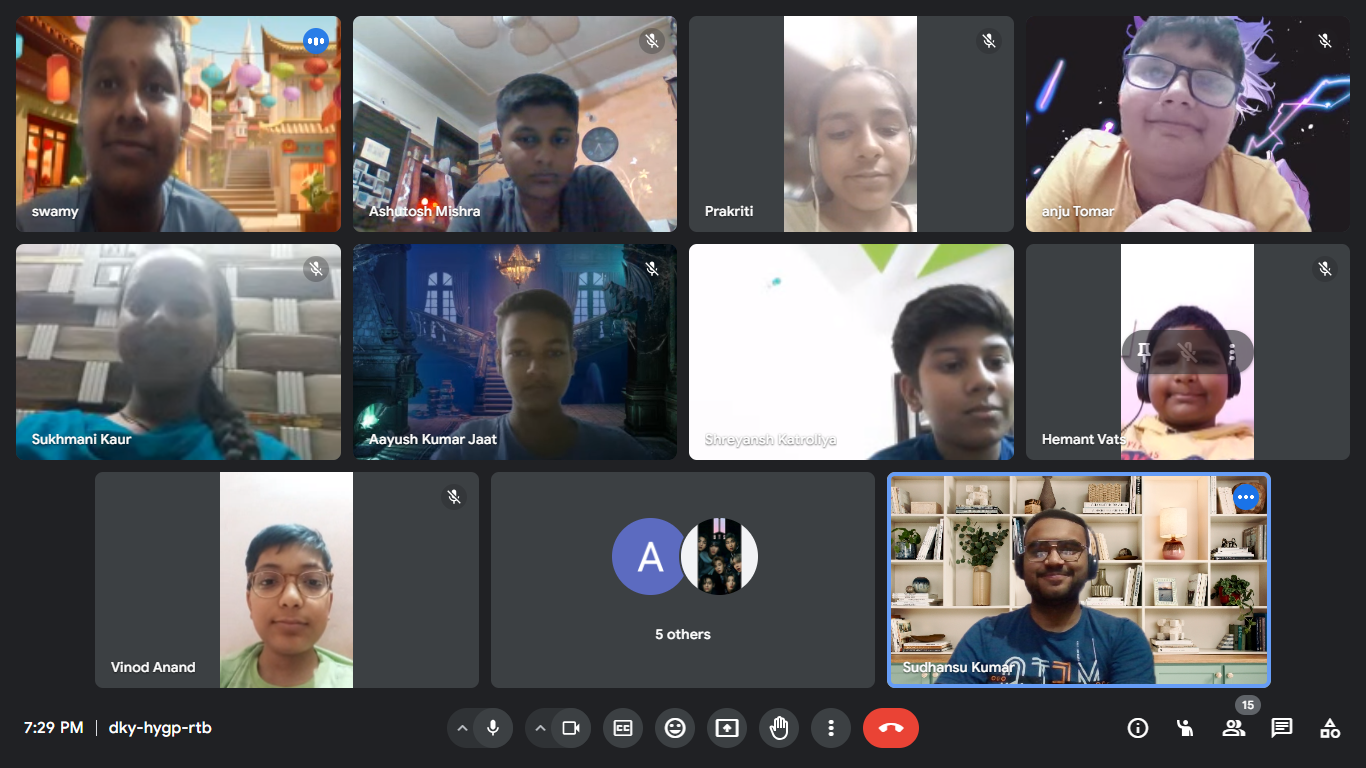 swamy
Ashutosh Mishra
Prakriti
anju Tomar
Sukhmani Kaur
Aayush Kumar Jaat
Shreyansh Katroliya
Hemant Vats
Vinod Anand
A
5 others
Sudhansu Kumar
15
7:29 PM | dky-hygp-rtb
CC